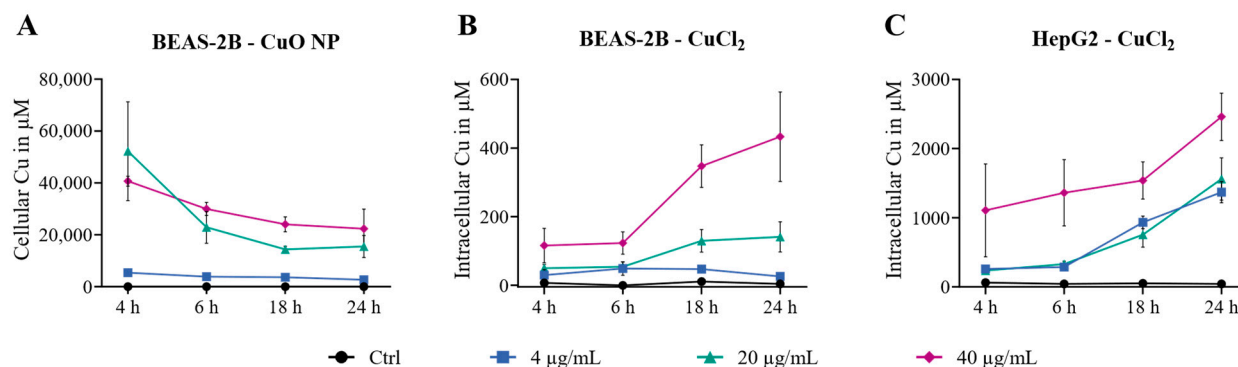 A
BEAS-2B - CuO NP
Cellular Cu in µM
80,000
60,000
40,000
20,000
0
4 h 6 h 18 h 24 h
B
BEAS-2B - CuCl₂
Intracellular Cu in µM
600
400
200
0
4 h 6 h 18 h 24 h
C
HepG2 - CuCl₂
Intracellular Cu in µM
3000
2000
1000
0
4 h 6 h 18 h 24 h
Ctrl 4 µg/mL 20 µg/mL 40 µg/mL